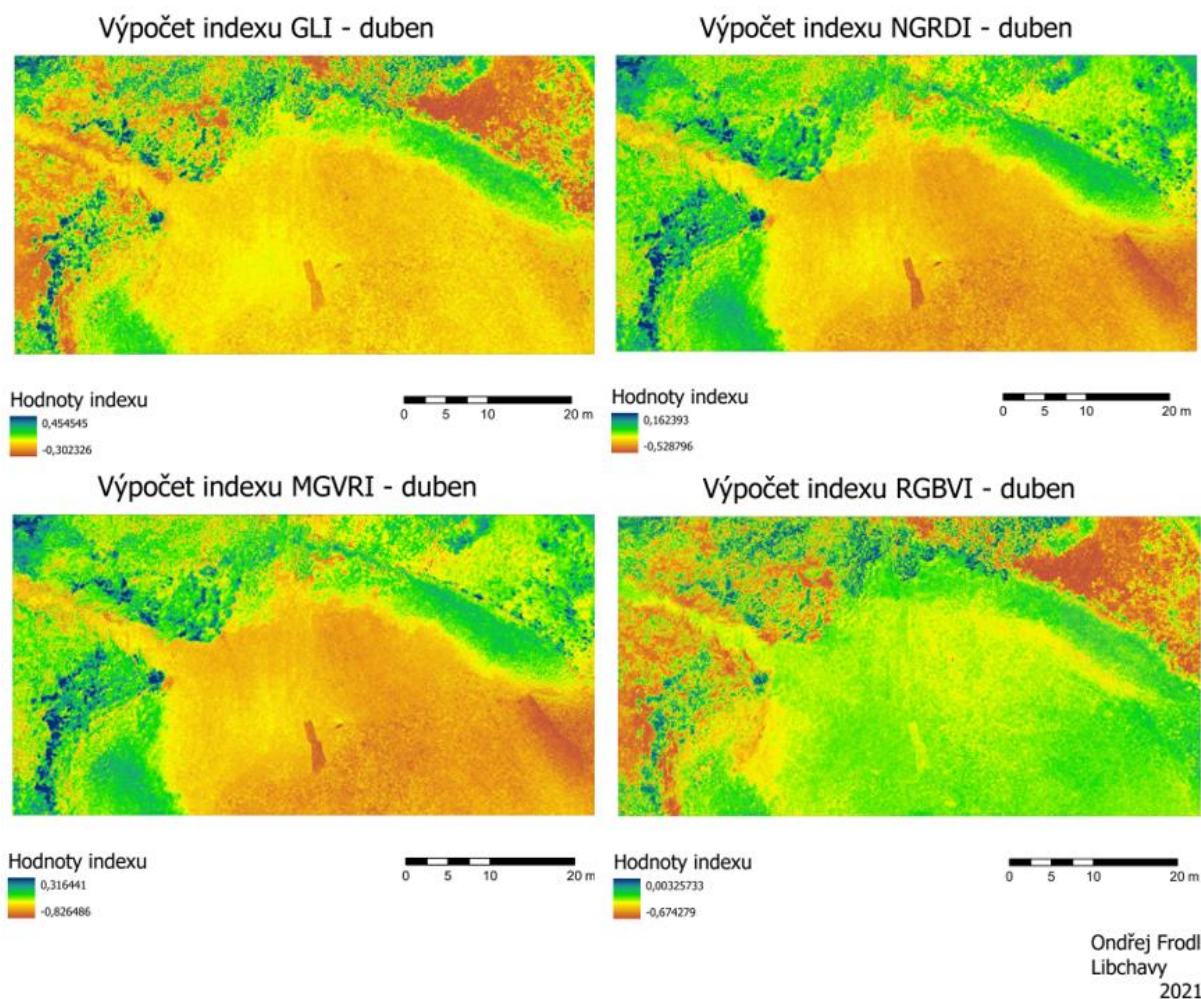 Výpočet indexu GLI - duben
Výpočet indexu NGRDI - duben
Hodnoty indexu
0,454545
-0,302326
0 5 10 20 m
Hodnoty indexu
0,162393
-0,528796
0 5 10 20 m
Výpočet indexu MGVRI - duben
Výpočet indexu RGBVI - duben
Hodnoty indexu
0,316441
-0,826486
0 5 10 20 m
Hodnoty indexu
0,00325733
-0,674279
0 5 10 20 m
Ondřej Frodl
Libchavy
2021